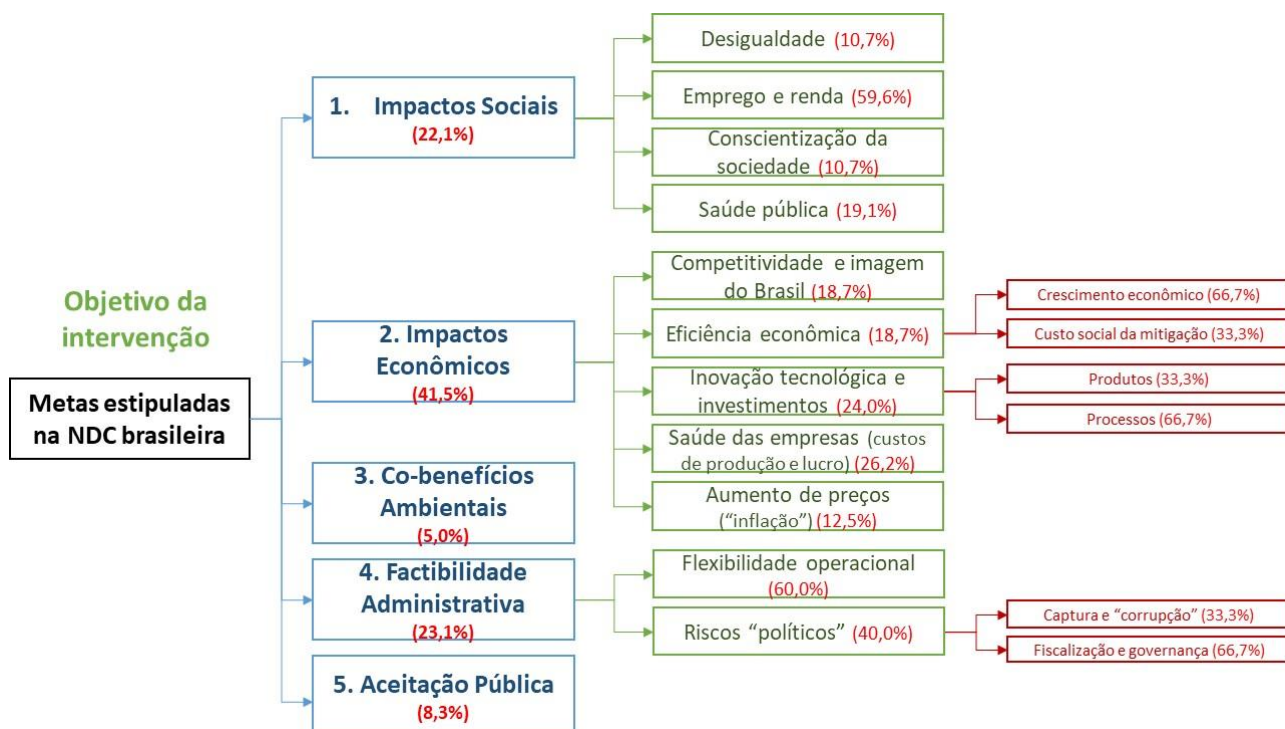 Objetivo da
intervenção
Metas estipuladas
na NDC brasileira
1. Impactos Sociais
(22,1%)
Desigualdade (10,7%)
Emprego e renda (59,6%)
Conscientização da
sociedade (10,7%)
Saúde pública (19,1%)
2. Impactos
Econômicos
(41,5%)
Competitividade e imagem
do Brasil (18,7%)
Eficiência econômica (18,7%)
Crescimento econômico (66,7%)
Custo social da mitigação (33,3%)
Inovação tecnológica e
investimentos (24,0%)
Produtos (33,3%)
Processos (66,7%)
Saúde das empresas (custos
de produção e lucro) (26,2%)
Aumento de preços
(“inflação”) (12,5%)
3. Co-benefícios
Ambientais
(5,0%)
4. Factibilidade
Administrativa
(23,1%)
Flexibilidade operacional
(60,0%)
Riscos “políticos” (40,0%)
Captura e “corrupção” (33,3%)
Fiscalização e governança (66,7%)
5. Aceitação Pública
(8,3%)